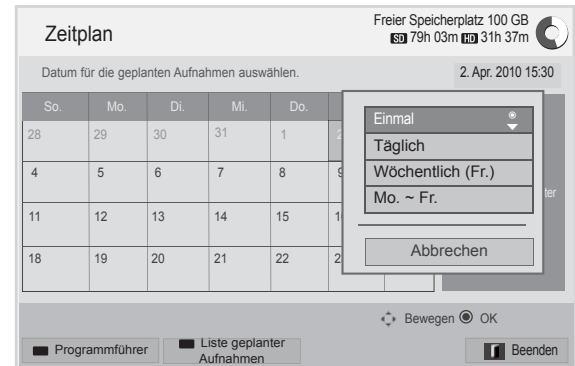 Zeitplan
Freier Speicherplatz 100 GB
SD 79h 03m HD 31h 37m
Datum für die geplanten Aufnahmen auswählen.
2. Apr. 2010 15:30
So. Mo. Di. Mi. Do.
28 29 30 31 1 2
4 5 6 7 8 9
11 12 13 14 15
18 19 20 21 22
Einmal
Täglich
Wöchentlich (Fr.)
Mo. ~ Fr.
Abbrechen
Bewegen OK
Programmführer
Liste geplanter
Aufnahmen
Beenden